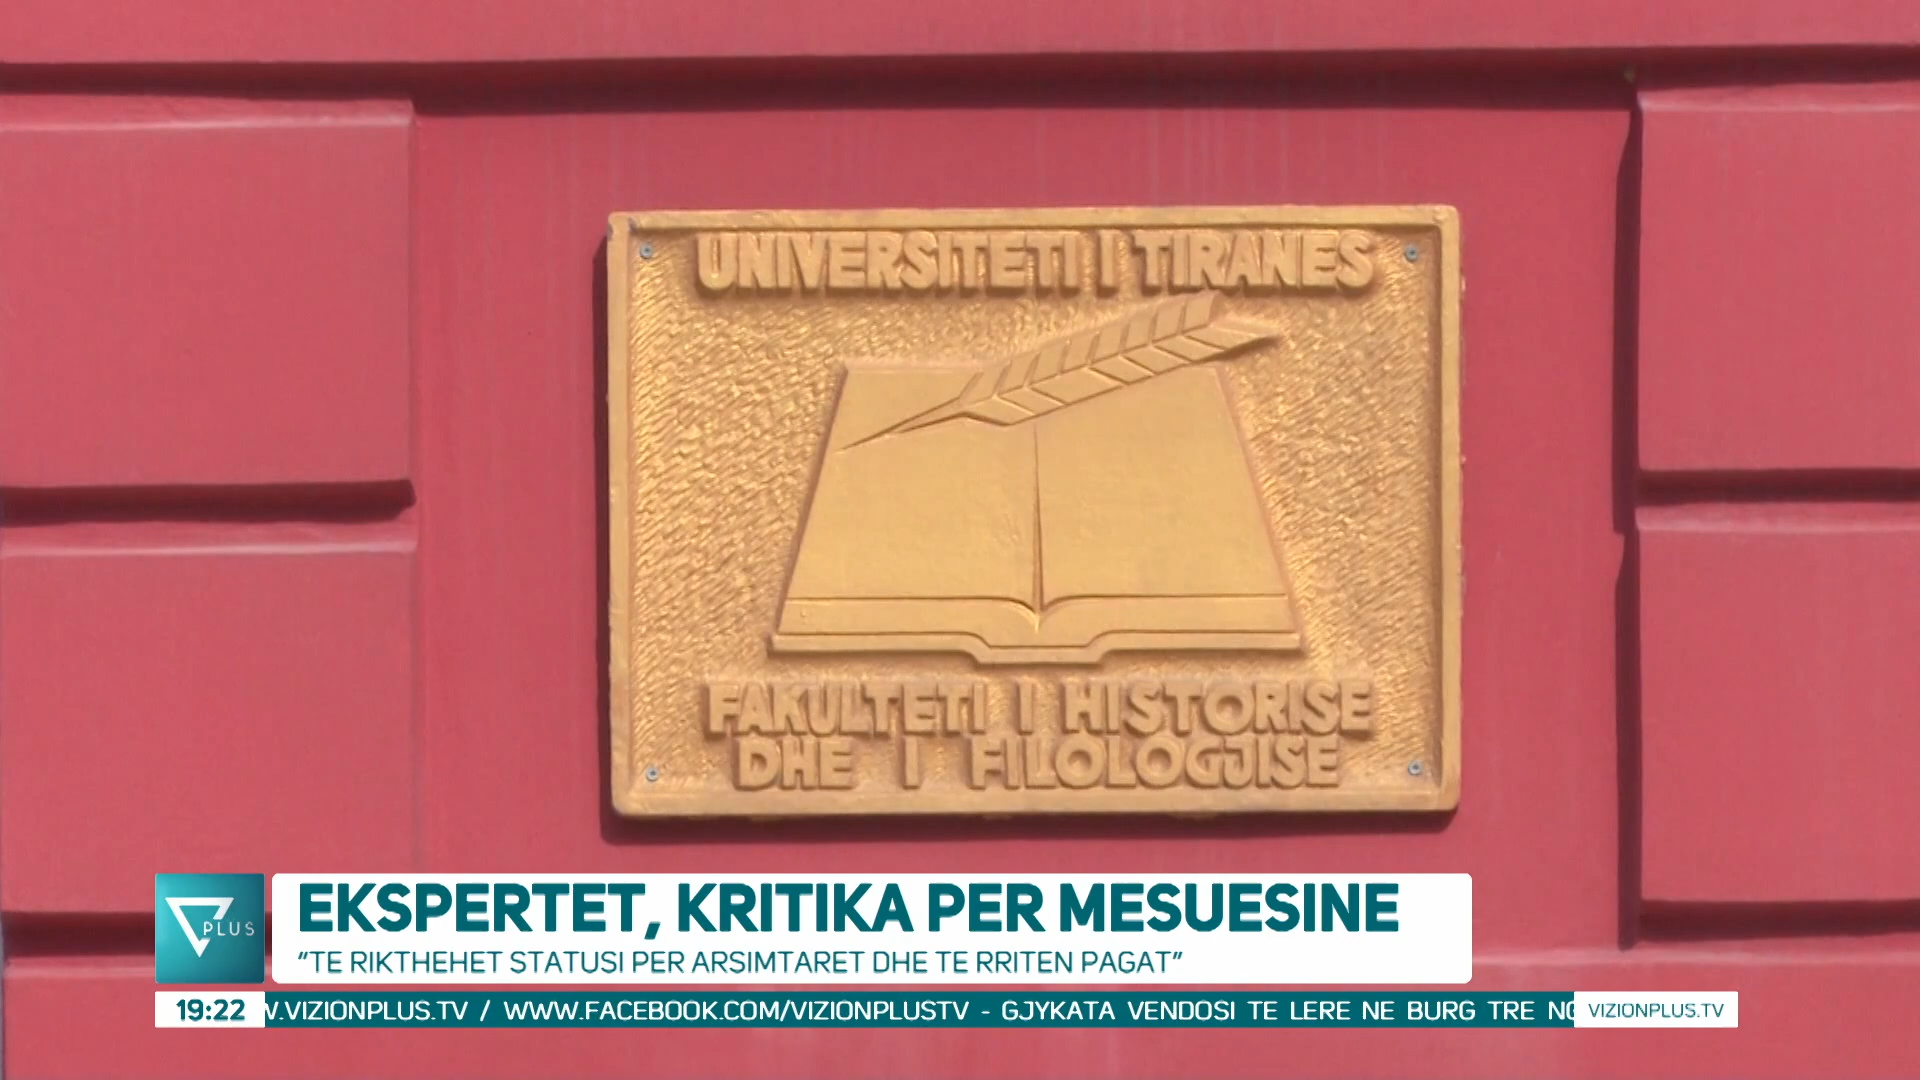 UNIVERSITETI I TIRANES
FAKULTETI I HISTORISE
DHE I FILOLOGJISE
PLUS
EKSPERTET, KRITIKA PER MESUESINE
“TE RIKTHEHET STATUSI PER ARSIMTARET DHE TE RRITEN PAGAT”
19:22
.VIZIONPLUS.TV / WWW.FACEBOOK.COM/VIZIONPLUSTV - GJYKATA VENDOSI TE LERE NE BURG TRE
VIZIONPLUS.TV